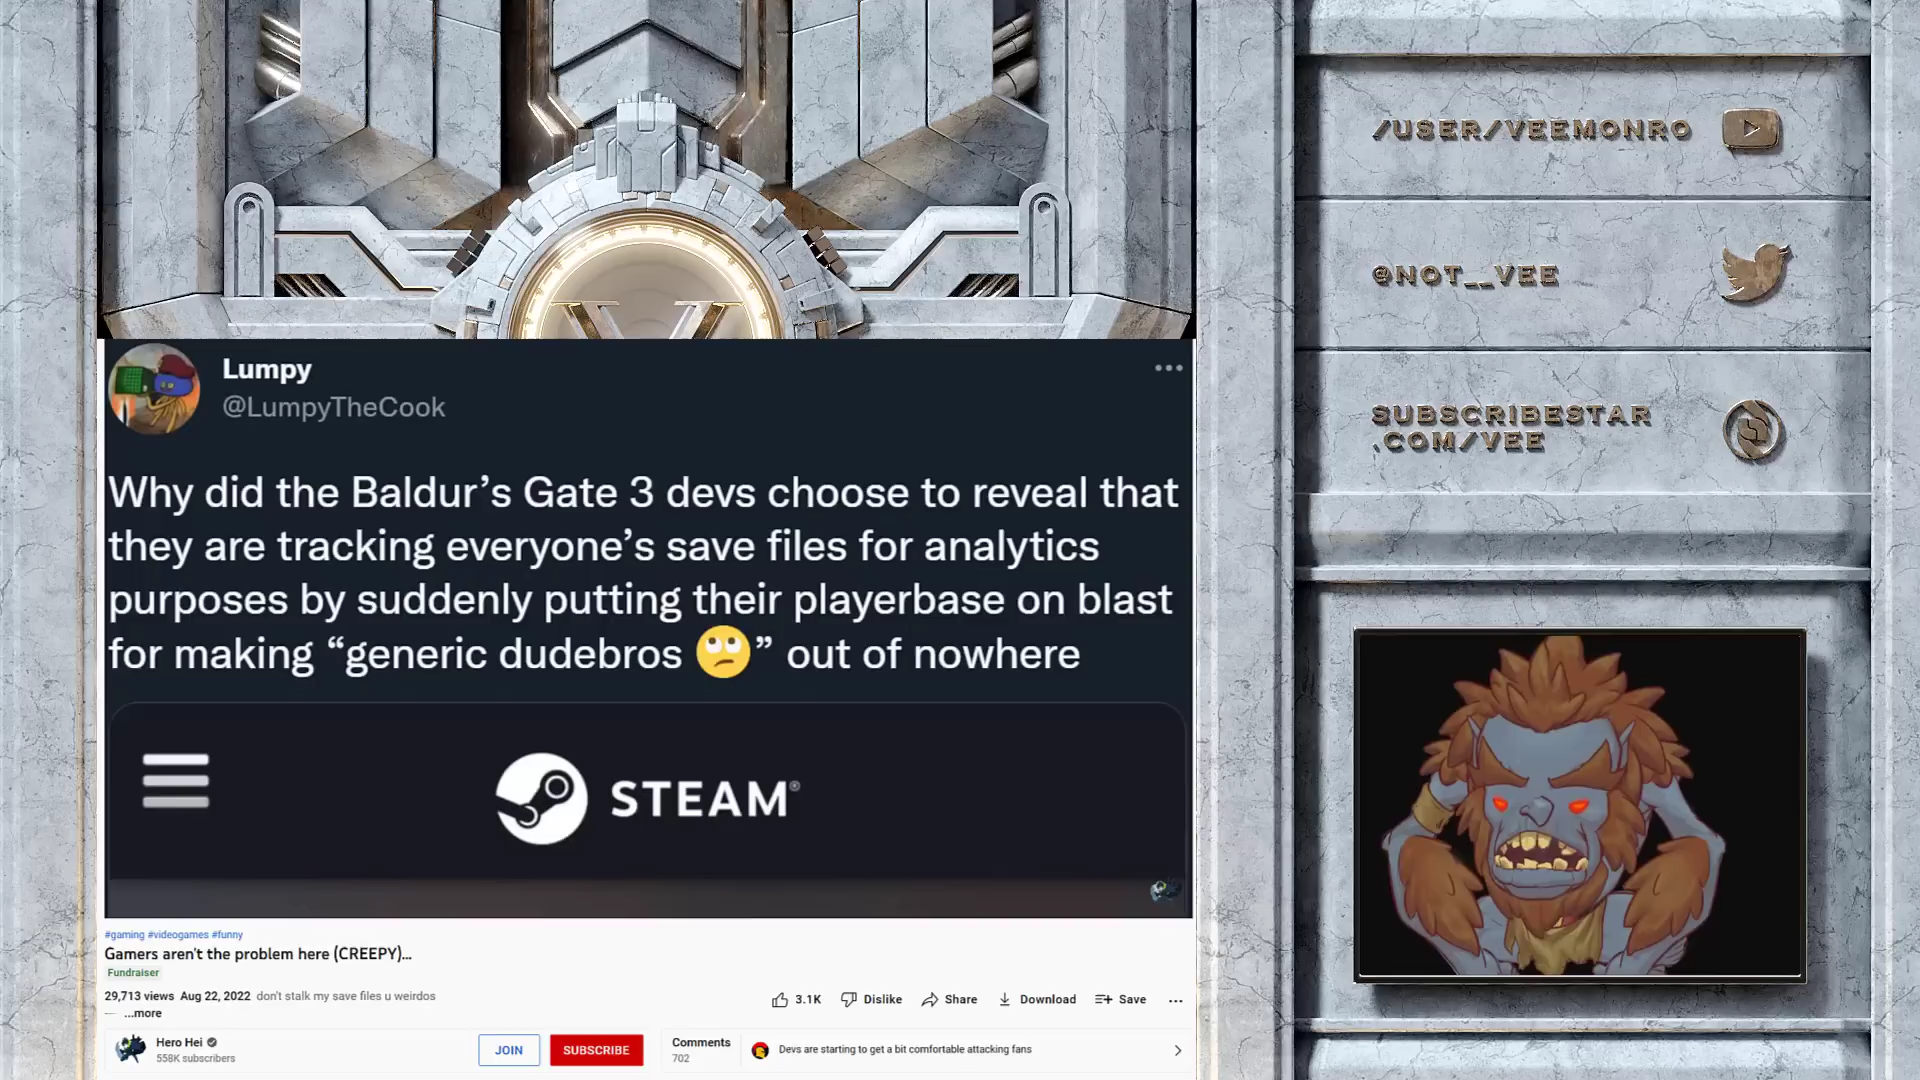 /USER/VEEMONRO
@NOT__VEE
SUBSCRIBESTAR
.COM/VEE
Lumpy
@LumpyTheCook
Why did the Baldur’s Gate 3 devs choose to reveal that
they are tracking everyone’s save files for analytics
purposes by suddenly putting their playerbase on blast
for making “generic dudebros 🙄” out of nowhere
STEAM®
#gaming #videogames #funny
Gamers aren't the problem here (CREEPY)...
Fundraiser
29,713 views Aug 22, 2022 don't stalk my save files u weirdos
...more
3.1K Dislike Share Download Save
Hero Hei
558K subscribers
JOIN
SUBSCRIBE
Comments
702
Devs are starting to get a bit comfortable attacking fans